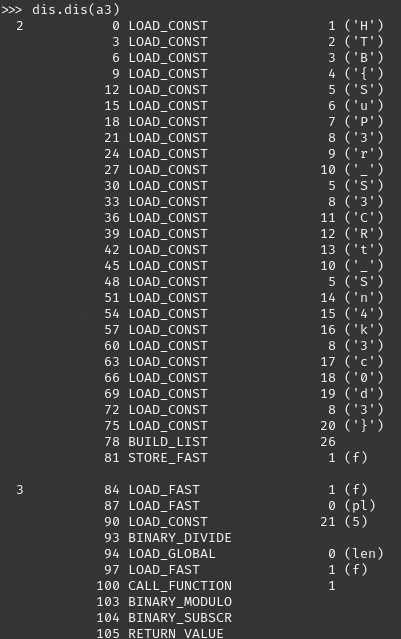 >>> dis.dis(a3)
  2           0 LOAD_CONST               1 ('H')
              3 LOAD_CONST               2 ('T')
              6 LOAD_CONST               3 ('B')
              9 LOAD_CONST               4 ('{')
             12 LOAD_CONST               5 ('S')
             15 LOAD_CONST               6 ('u')
             18 LOAD_CONST               7 ('P')
             21 LOAD_CONST               8 ('3')
             24 LOAD_CONST               9 ('r')
             27 LOAD_CONST              10 ('_')
             30 LOAD_CONST               5 ('S')
             33 LOAD_CONST               8 ('3')
             36 LOAD_CONST              11 ('C')
             39 LOAD_CONST              12 ('R')
             42 LOAD_CONST              13 ('t')
             45 LOAD_CONST              10 ('_')
             48 LOAD_CONST               5 ('S')
             51 LOAD_CONST              14 ('n')
             54 LOAD_CONST              15 ('4')
             57 LOAD_CONST              16 ('k')
             60 LOAD_CONST               8 ('3')
             63 LOAD_CONST              17 ('c')
             66 LOAD_CONST              18 ('0')
             69 LOAD_CONST              19 ('d')
             72 LOAD_CONST               8 ('3')
             75 LOAD_CONST              20 ('}')
             78 BUILD_LIST              26
             81 STORE_FAST               1 (f)

  3          84 LOAD_FAST                1 (f)
             87 LOAD_FAST                0 (pl)
             90 LOAD_CONST              21 (5)
             93 BINARY_DIVIDE
             94 LOAD_GLOBAL              0 (len)
             97 LOAD_FAST                1 (f)
            100 CALL_FUNCTION            1
            103 BINARY_MODULO
            104 BINARY_SUBSCR
            105 RETURN_VALUE